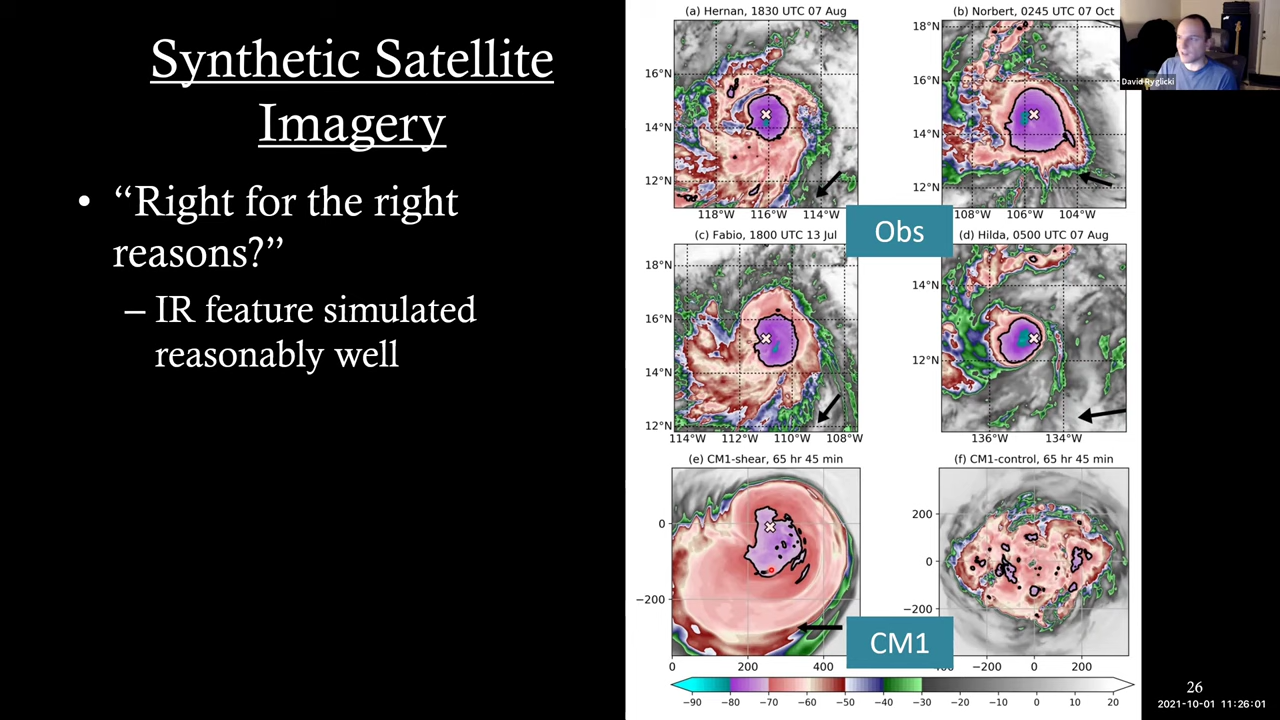 Synthetic Satellite
Imagery
• “Right for the right
reasons?”
– IR feature simulated
reasonably well
(a) Hernan, 1830 UTC 07 Aug
16°N
14°N
12°N
118°W 116°W 114°W
(b) Norbert, 0245 UTC 07 Oct
18°N
16°N
14°N
12°N
108°W 106°W 104°W
David Ryglicki
Obs
(c) Fabio, 1800 UTC 13 Jul
18°N
16°N
14°N
12°N
114°W 112°W 110°W 108°W
(d) Hilda, 0500 UTC 07 Aug
14°N
12°N
136°W 134°W
(e) CM1-shear, 65 hr 45 min
0
−200
0 200 400
(f) CM1-control, 65 hr 45 min
200
0
−200
−200 0 200
CM1
−90 −80 −70 −60 −50 −40 −30 −20 −10 0 10 20
26
2021-10-01 11:26:01